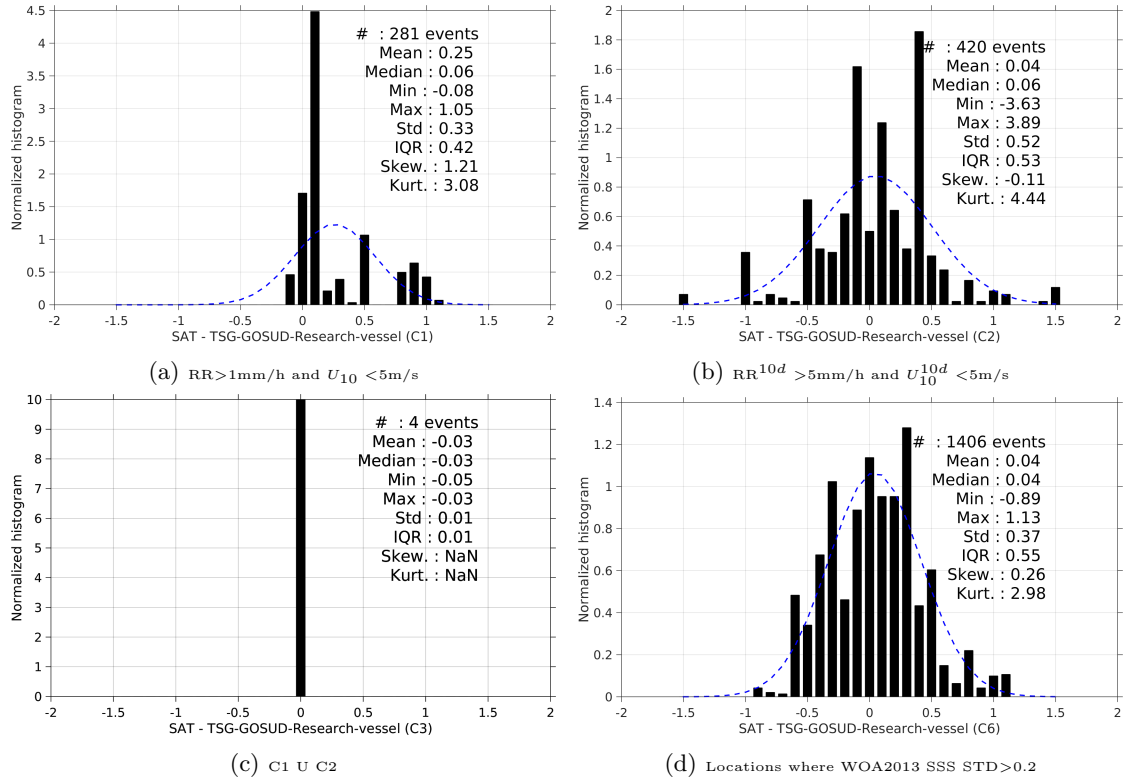 4.5
4
3.5
3
2.5
2
1.5
1
0.5
0
Normalized histogram
# : 281 events
Mean : 0.25
Median : 0.06
Min : -0.08
Max : 1.05
Std : 0.33
IQR : 0.42
Skew. : 1.21
Kurt. : 3.08
-2 -1.5 -1 -0.5 0 0.5 1 1.5 2
SAT - TSG-GOSUD-Research-vessel (C1)
(a) RR>1mm/h and U10 <5m/s
2
1.8
1.6
1.4
1.2
1
0.8
0.6
0.4
0.2
0
Normalized histogram
# : 420 events
Mean : 0.04
Median : 0.06
Min : -3.63
Max : 3.89
Std : 0.52
IQR : 0.53
Skew. : -0.11
Kurt. : 4.44
-2 -1.5 -1 -0.5 0 0.5 1 1.5 2
SAT - TSG-GOSUD-Research-vessel (C2)
(b) RR10d >5mm/h and U10d10 <5m/s
10
9
8
7
6
5
4
3
2
1
0
Normalized histogram
# : 4 events
Mean : -0.03
Median : -0.03
Min : -0.05
Max : -0.03
Std : 0.01
IQR : 0.01
Skew. : NaN
Kurt. : NaN
-2 -1.5 -1 -0.5 0 0.5 1 1.5 2
SAT - TSG-GOSUD-Research-vessel (C3)
(c) C1 U C2
1.4
1.2
1
0.8
0.6
0.4
0.2
0
Normalized histogram
# : 1406 events
Mean : 0.04
Median : 0.04
Min : -0.89
Max : 1.13
Std : 0.37
IQR : 0.55
Skew. : 0.26
Kurt. : 2.98
-2 -1.5 -1 -0.5 0 0.5 1 1.5 2
SAT - TSG-GOSUD-Research-vessel (C6)
(d) Locations where WOA2013 SSS STD>0.2